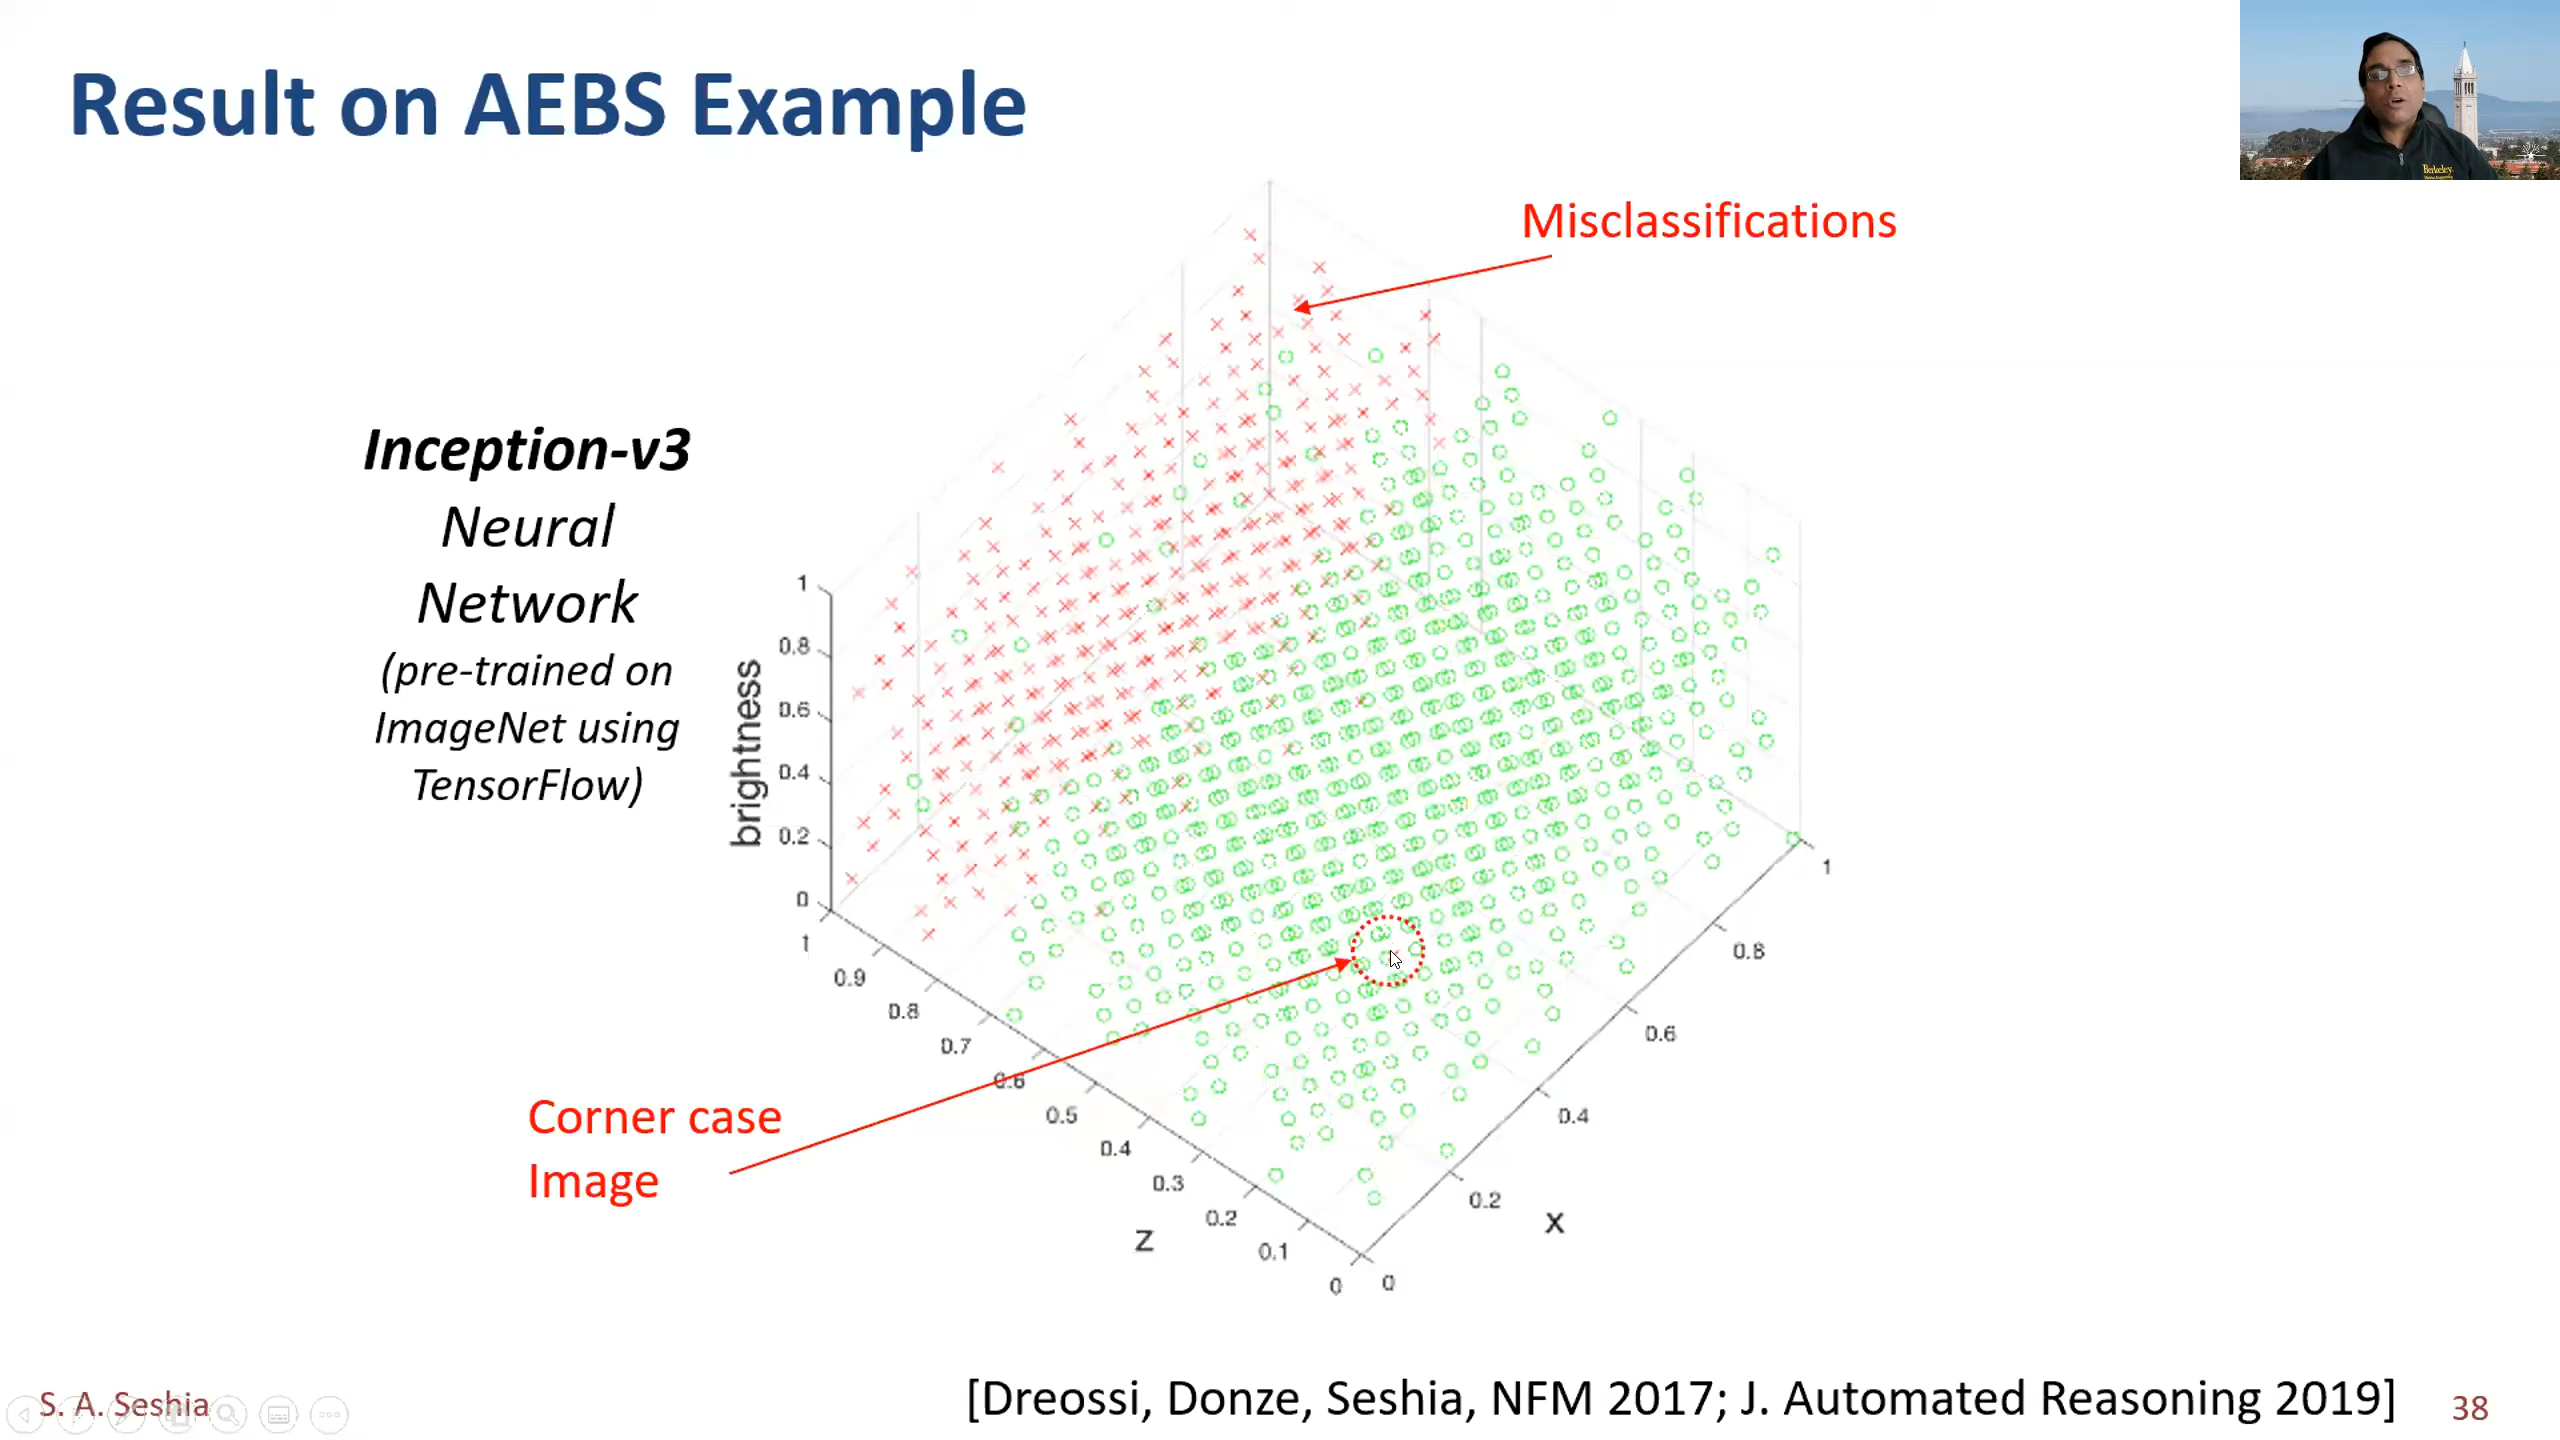 Result on AEBS Example
Berkeley
Misclassifications
Inception-v3
Neural
Network
(pre-trained on
ImageNet using
TensorFlow)
brightness
1
0.8
0.6
0.4
0.2
0
1
0.9
0.8
0.7
0.6
0.5
0.4
0.3
0.2
0.1
0
z
0
0.2
0.4
0.6
0.8
1
x
Corner case
Image
S. A. Seshia
[Dreossi, Donze, Seshia, NFM 2017; J. Automated Reasoning 2019]
38